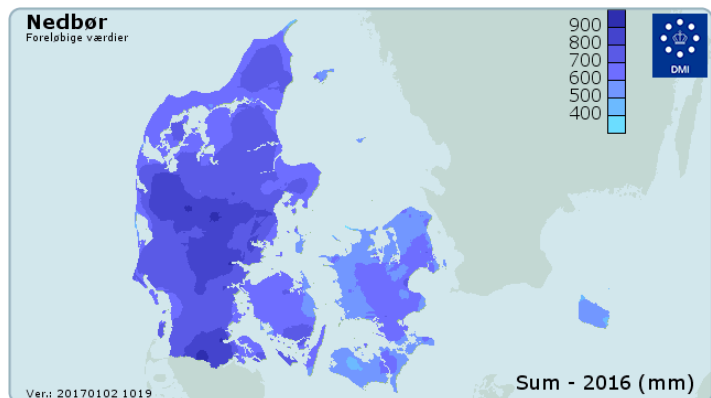 Nedbør
Foreløbige værdier
900
800
700
600
500
400
DMI
Sum - 2016 (mm)
Ver.: 20170102 1019